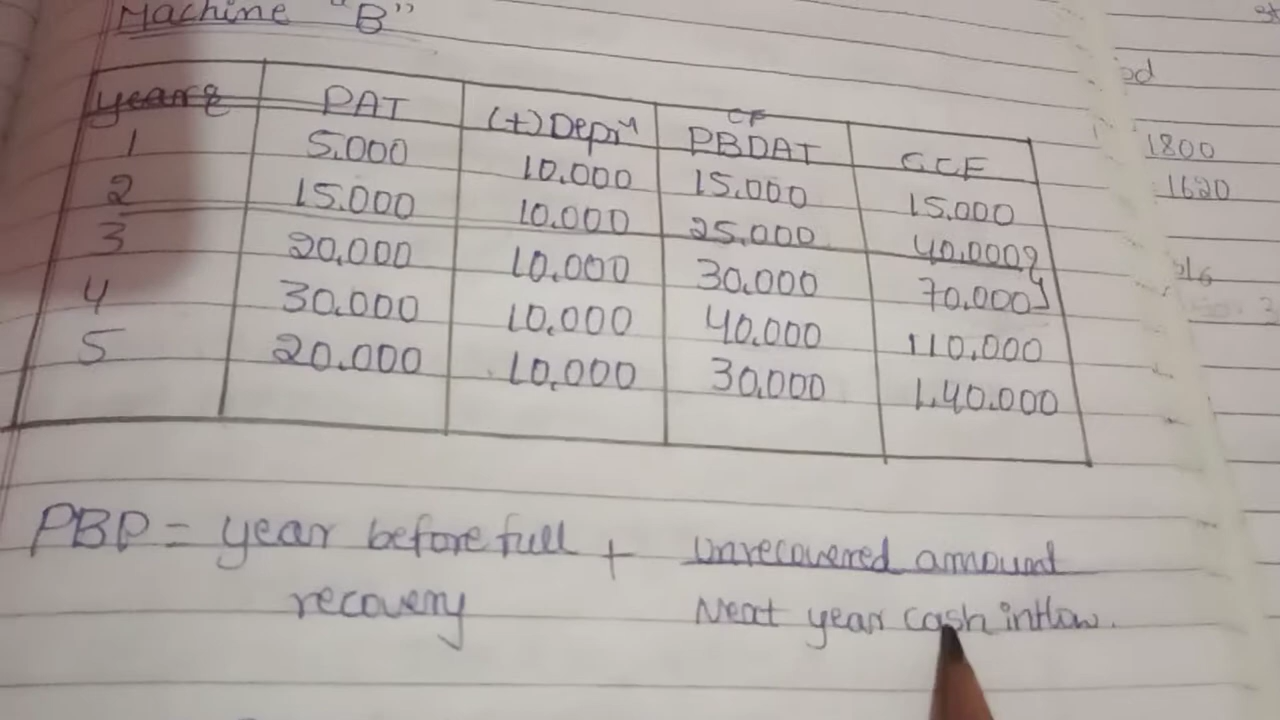 Machine "B"
years PAT (+) Deprn CF PBDAT CCF
1 5.000 10.000 15.000 15.000
2 15.000 10.000 25.000 40.000
3 20,000 10,000 30.000 70.000
4 30.000 10.000 40.000 110.000
5 20.000 10,000 30,000 1,40.000
PBP = year before full + unrecovered amount
recovery Next year cash inflow.
1800
1620